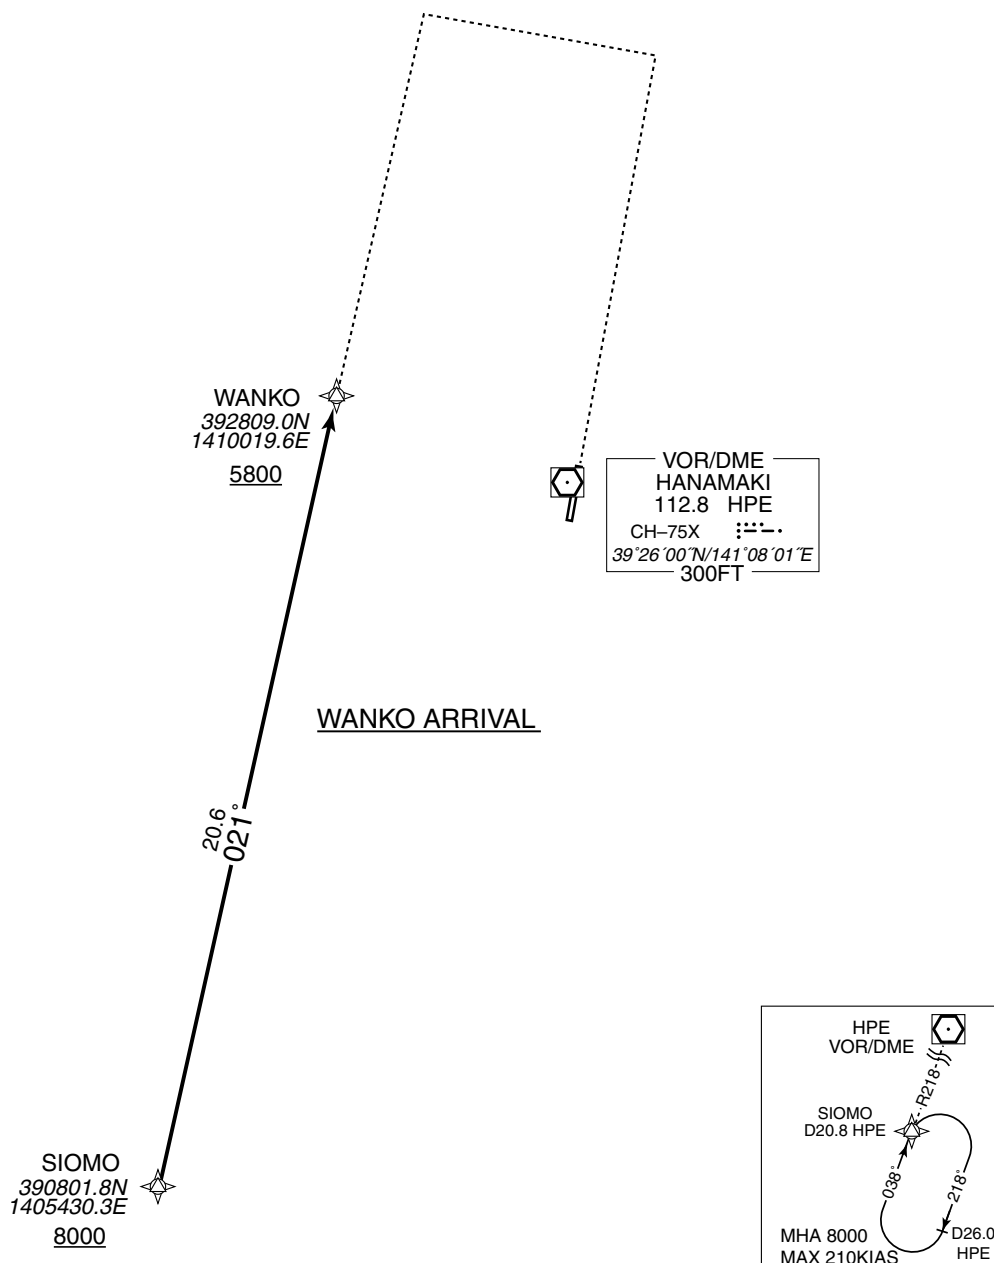 WANKO
392809.0N
1410019.6E
5800
VOR/DME
HANAMAKI
112.8 HPE
CH–75X
39°26´00˝N/141°08´01˝E
300FT
WANKO ARRIVAL
20.6
021°
SIOMO
390801.8N
1405430.3E
8000
HPE
VOR/DME
R218
SIOMO
D20.8 HPE
038°
218°
D26.0
HPE
MHA 8000
MAX 210KIAS